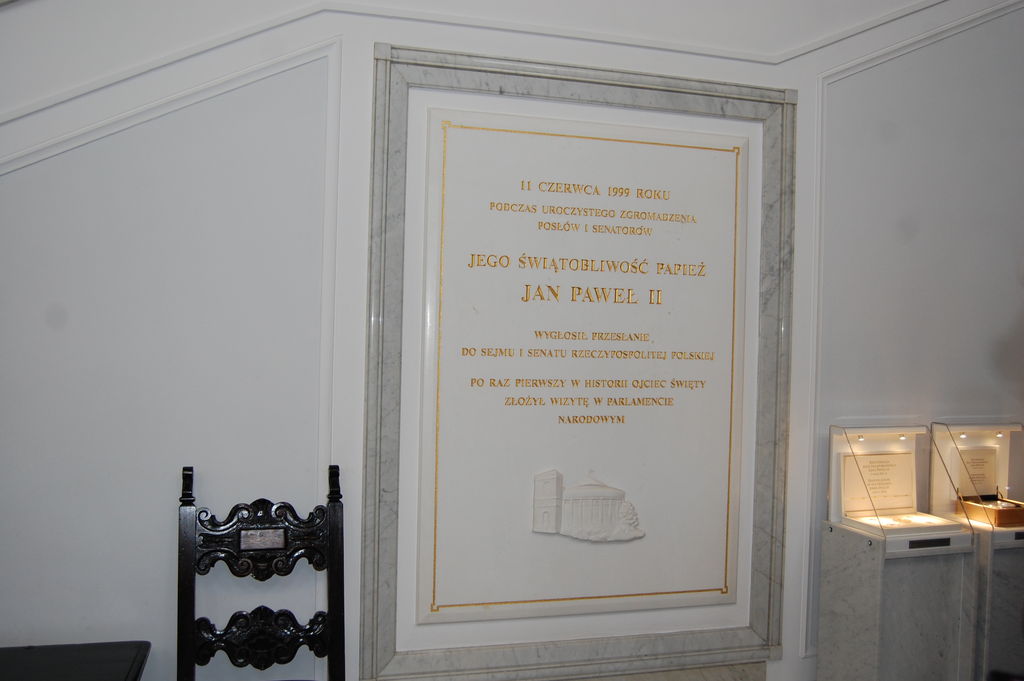 11 CZERWCA 1999 ROKU
PODCZAS UROCZYSTEGO ZGROMADZENIA
POSŁÓW I SENATORÓW
JEGO ŚWIĄTOBLIWOŚĆ PAPIEŻ
JAN PAWEŁ II
WYGŁOSIŁ PRZESŁANIE
DO SEJMU I SENATU RZECZYPOSPOLITEJ POLSKIEJ
PO RAZ PIERWSZY W HISTORII OJCIEC ŚWIĘTY
ZŁOŻYŁ WIZYTĘ W PARLAMENCIE
NARODOWYM